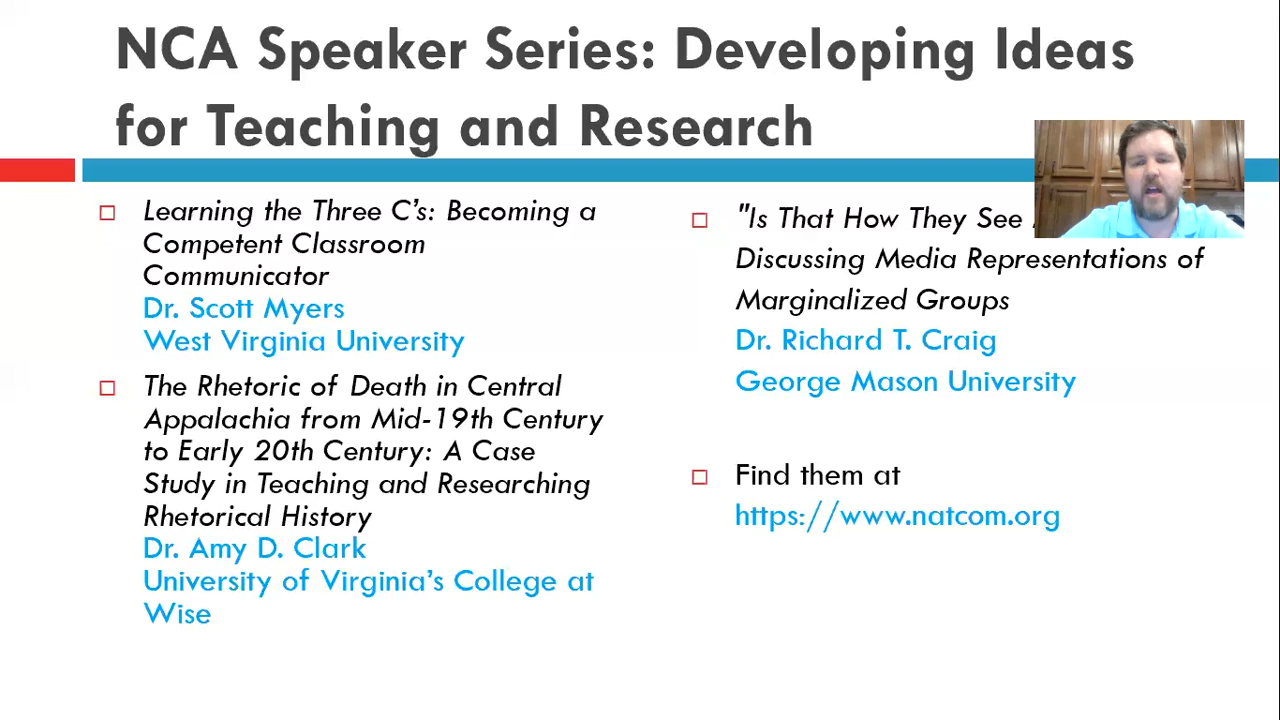 NCA Speaker Series: Developing Ideas
for Teaching and Research
Learning the Three C’s: Becoming a
Competent Classroom
Communicator
Dr. Scott Myers
West Virginia University
The Rhetoric of Death in Central
Appalachia from Mid-19th Century
to Early 20th Century: A Case
Study in Teaching and Researching
Rhetorical History
Dr. Amy D. Clark
University of Virginia’s College at
Wise
"Is That How They See
Discussing Media Representations of
Marginalized Groups
Dr. Richard T. Craig
George Mason University
Find them at
https://www.natcom.org